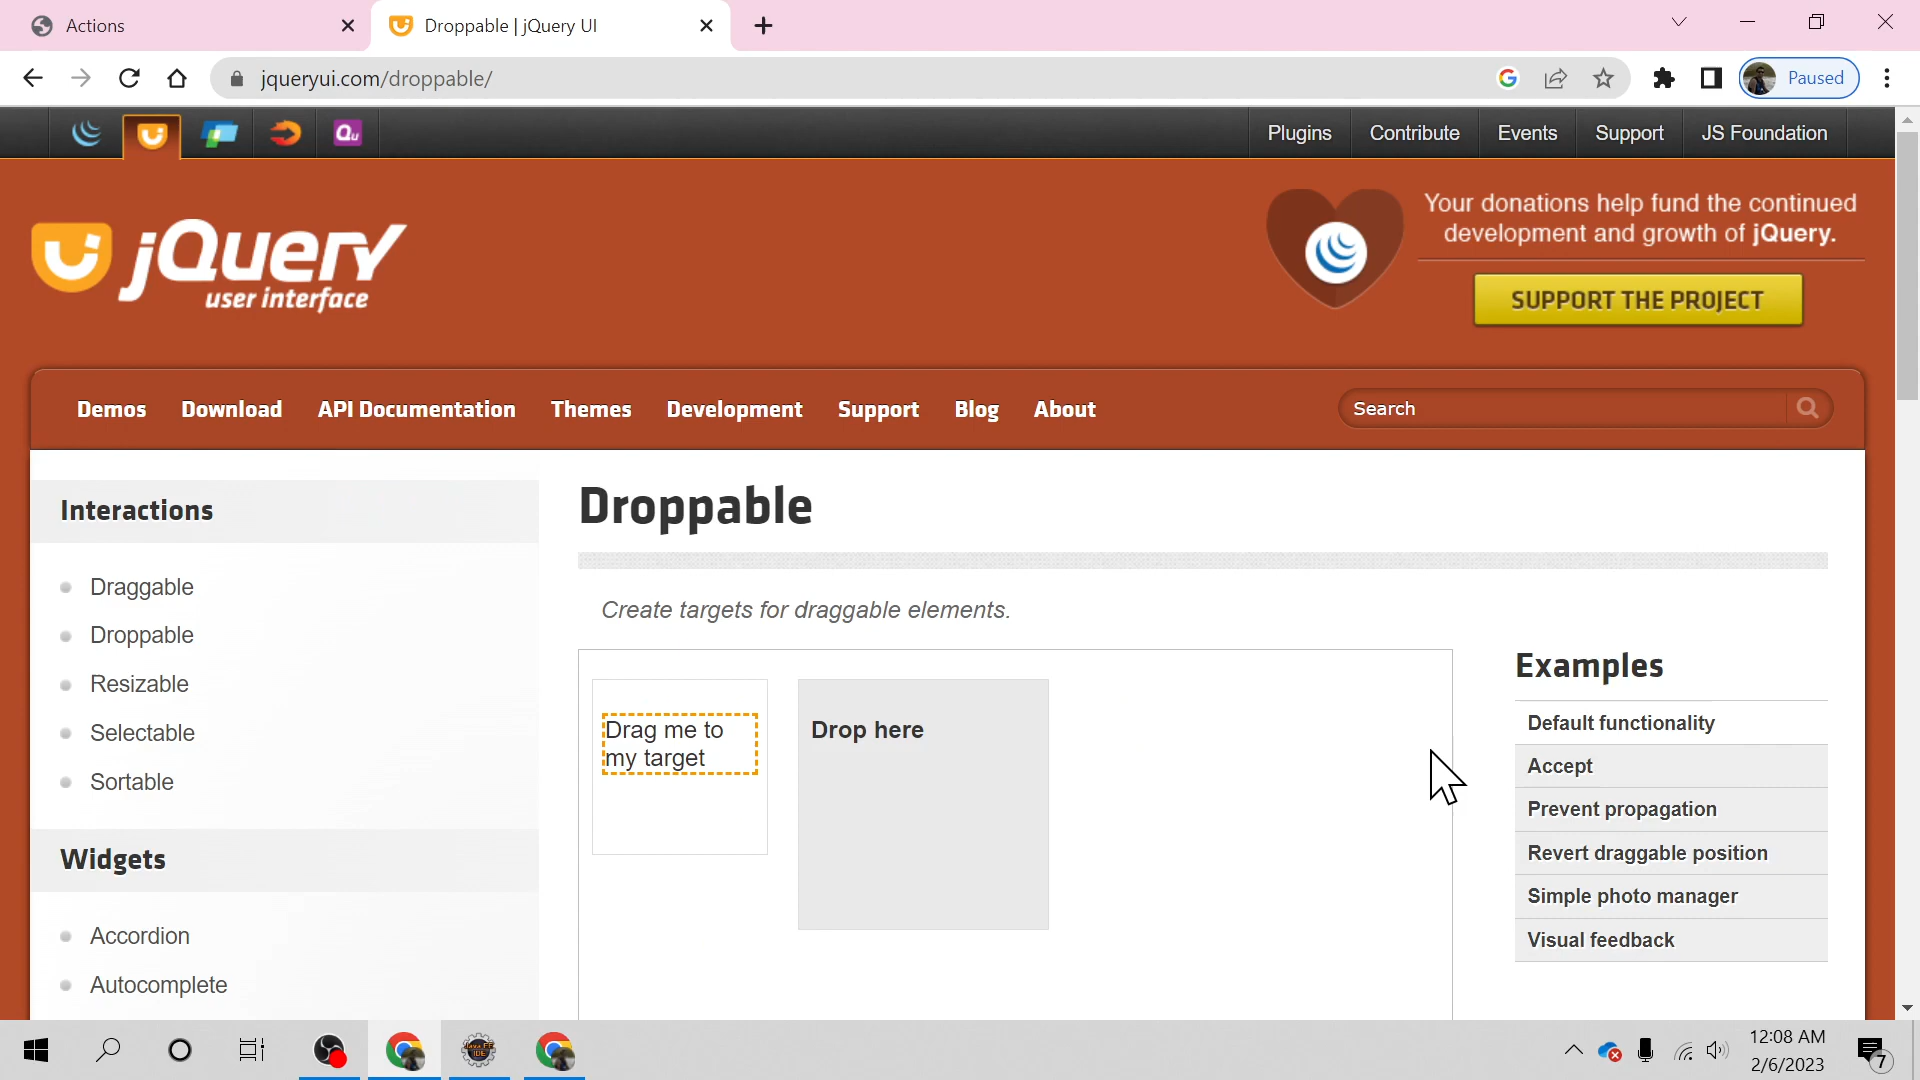 Actions
Droppable | jQuery UI
jqueryui.com/droppable/
Paused
Qu
Plugins
Contribute
Events
Support
JS Foundation
jQuery
user interface
Your donations help fund the continued
development and growth of jQuery.
SUPPORT THE PROJECT
Demos
Download
API Documentation
Themes
Development
Support
Blog
About
Search
Interactions
Draggable
Droppable
Resizable
Selectable
Sortable
Widgets
Accordion
Autocomplete
Droppable
Create targets for draggable elements.
Drag me to
my target
Drop here
Examples
Default functionality
Accept
Prevent propagation
Revert draggable position
Simple photo manager
Visual feedback
12:08 AM
2/6/2023
7